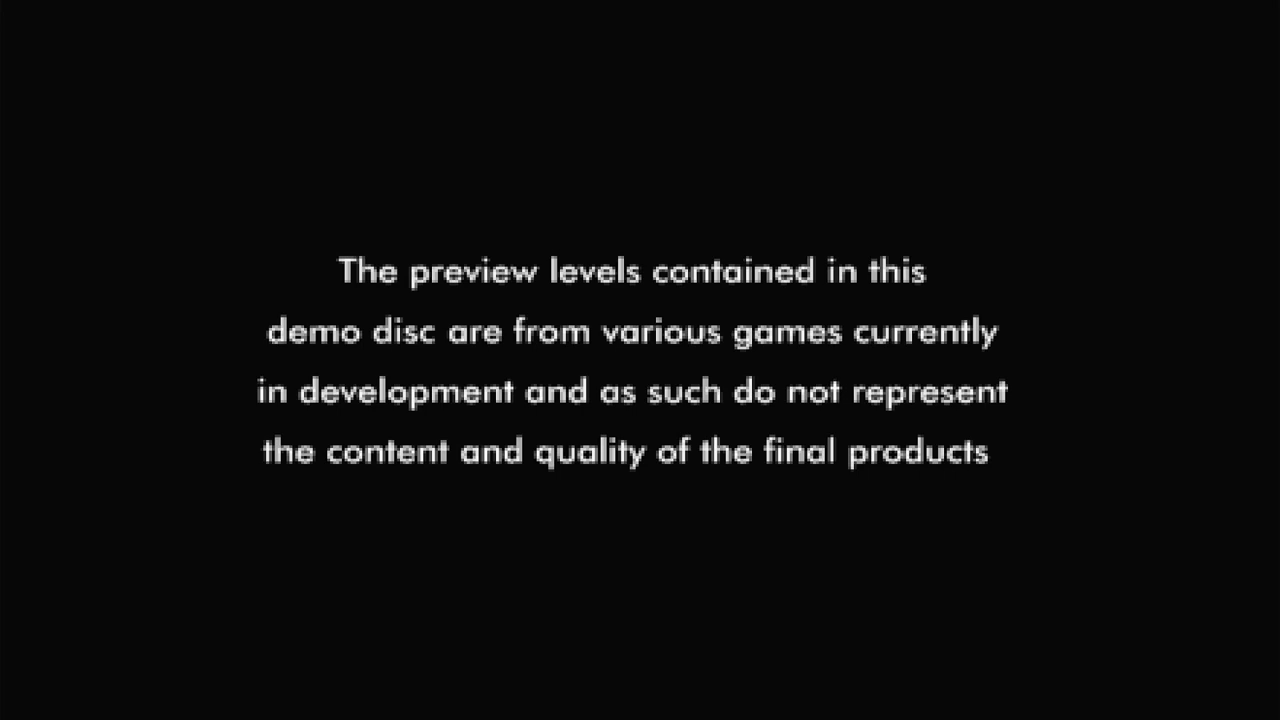 The preview levels contained in this
demo disc are from various games currently
in development and as such do not represent
the content and quality of the final products